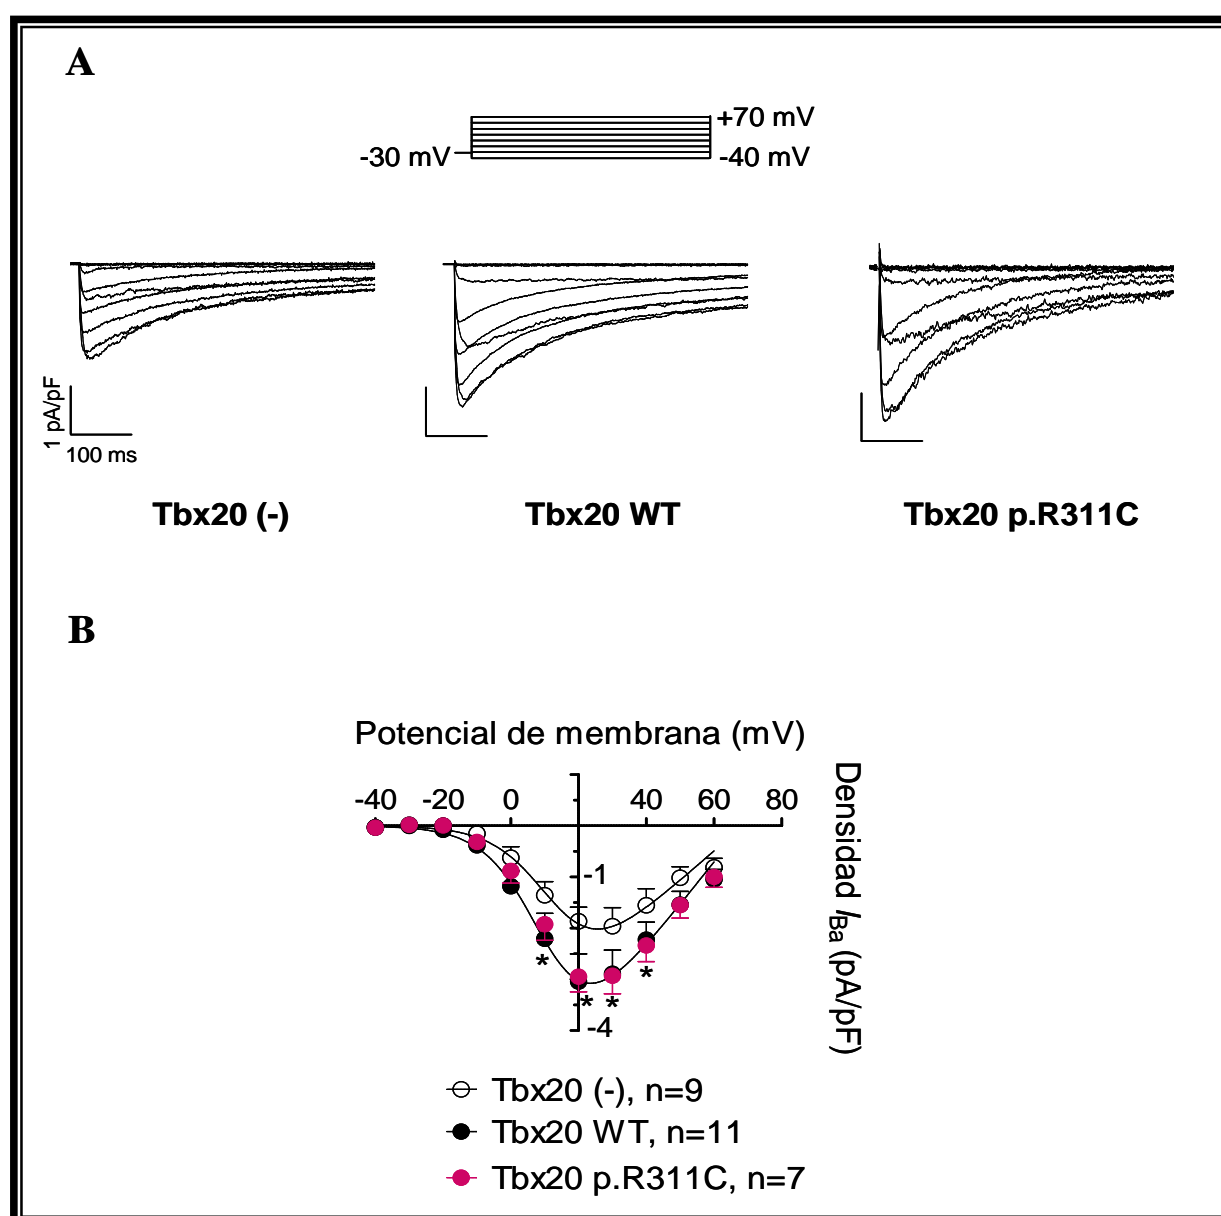 A
+70 mV
-30 mV
-40 mV
1 pA/pF
100 ms
Tbx20 (-)
Tbx20 WT
Tbx20 p.R311C
B
Potencial de membrana (mV)
-40 -20 0 40 60 80
-1
* * * *
-4
Densidad IBa (pA/pF)
Tbx20 (-), n=9
Tbx20 WT, n=11
Tbx20 p.R311C, n=7